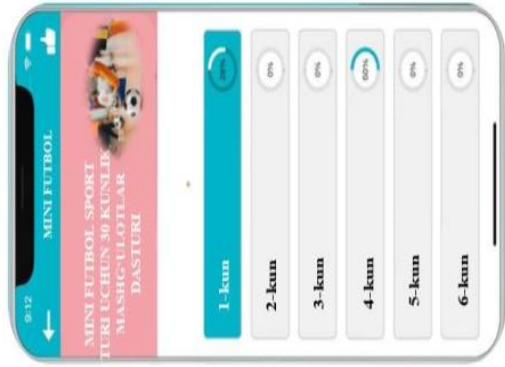 9:12
MINI FUTBOL
MINI FUTBOL SPORT
TURI UCHUN 30 KUNLIK
MASHG'ULOTLAR
DASTURI
1-kun
2-kun 0%
3-kun 0%
4-kun 60%
5-kun 0%
6-kun 0%